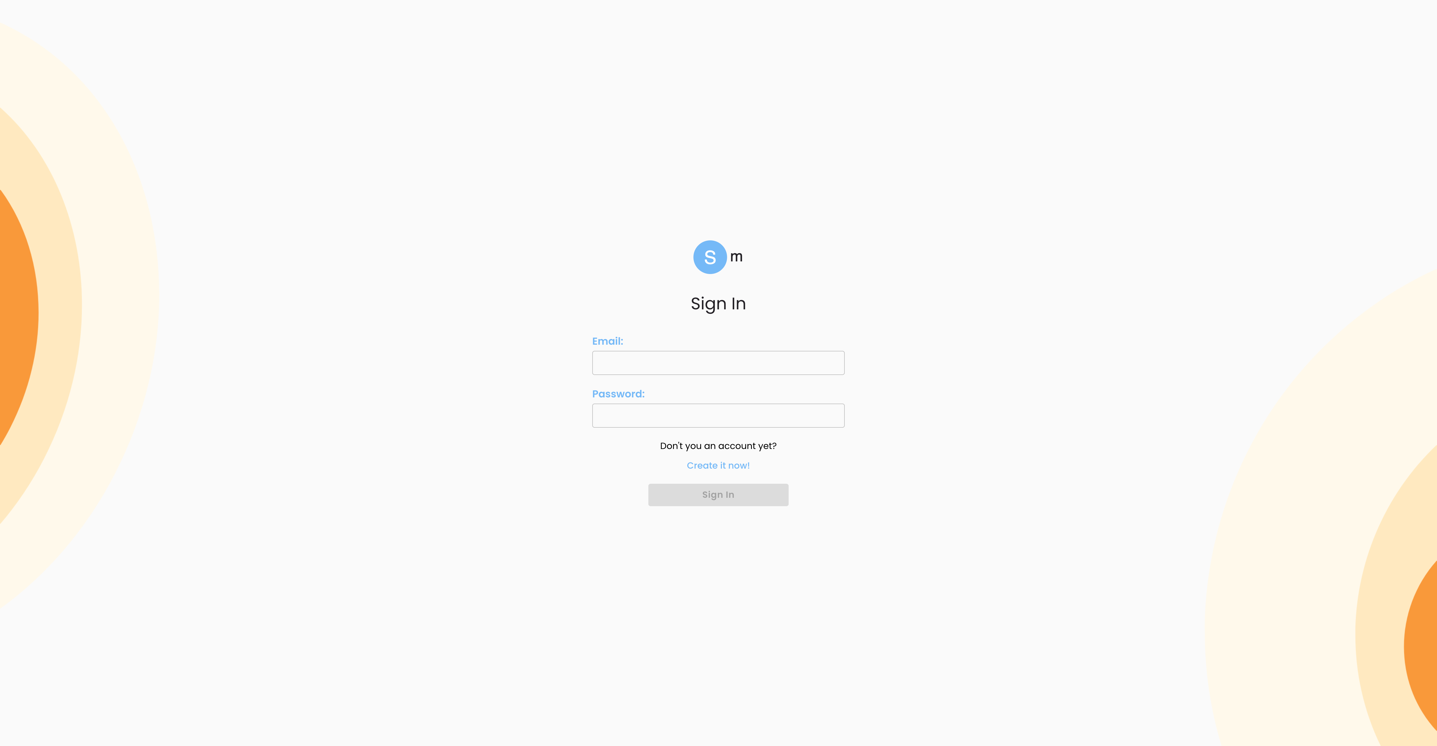 S m
Sign In
Email:
Password:
Don't you an account yet?
Create it now!
Sign In